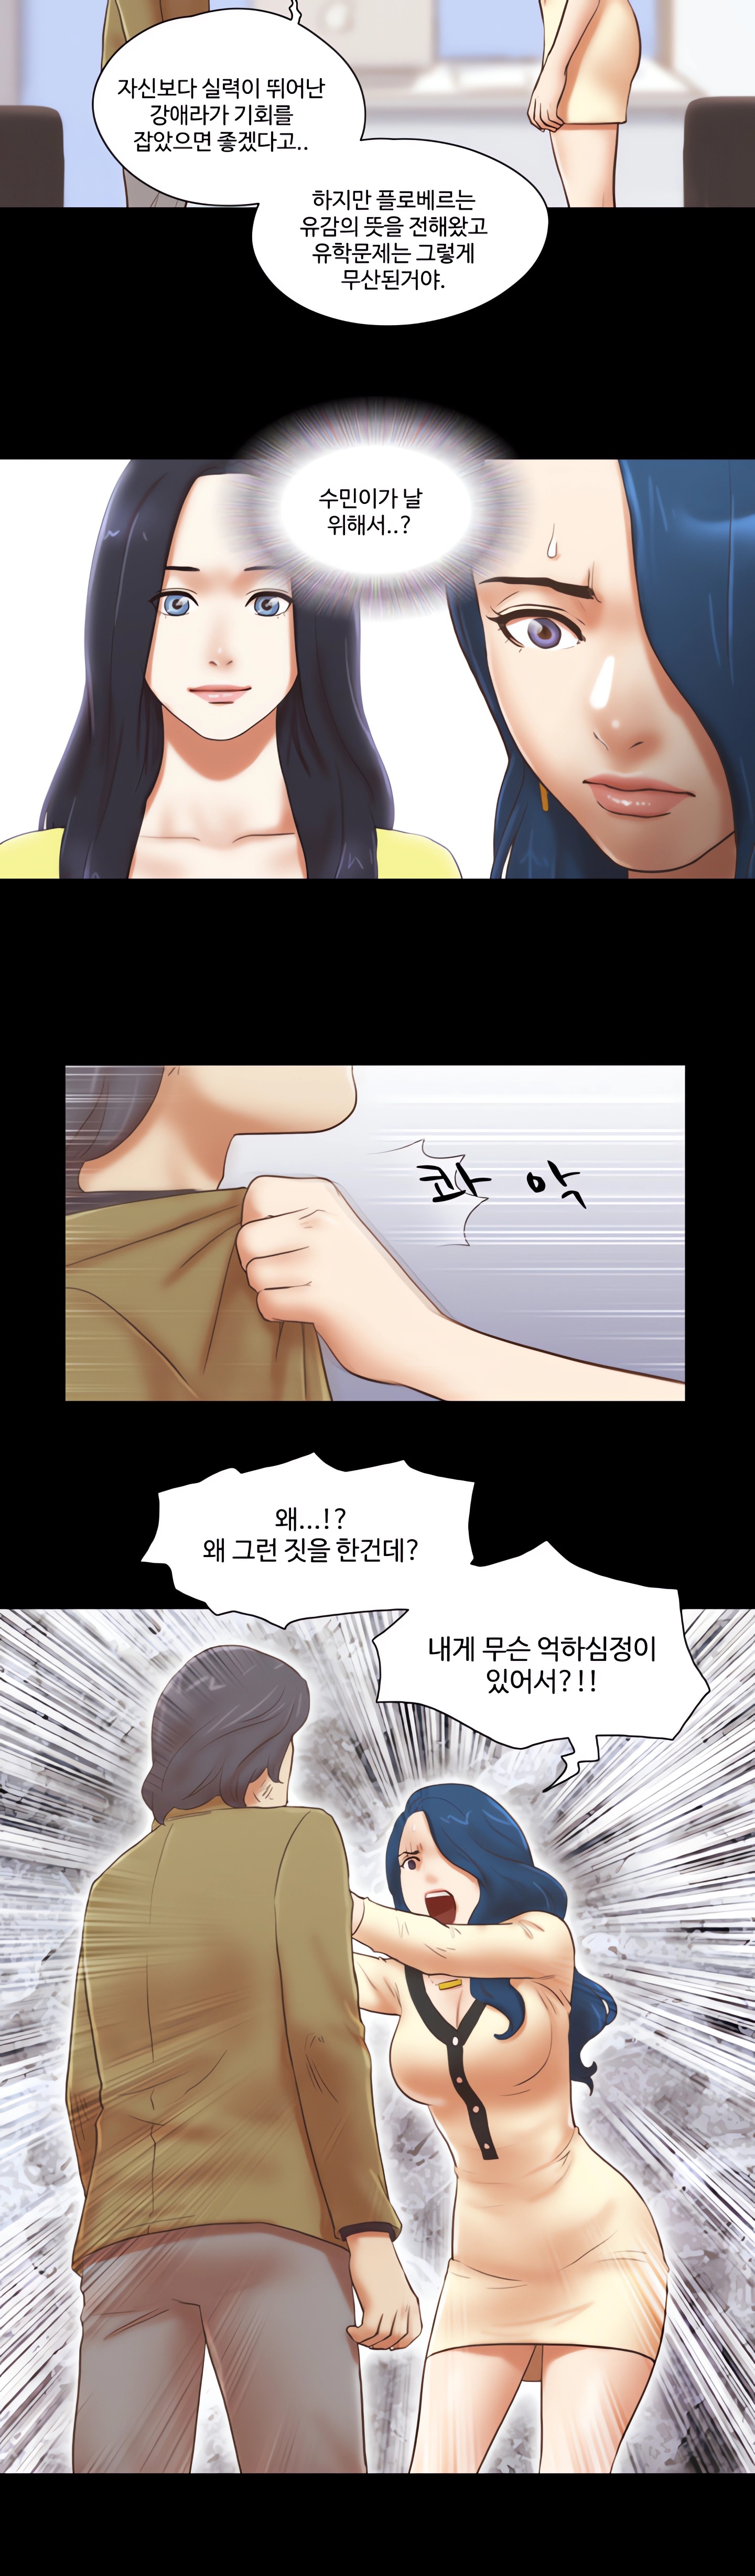 자신보다 실력이 뛰어난
강애라가 기회를
잡았으면 좋겠다고..
하지만 플로베르는
유감의 뜻을 전해왔고
유학문제는 그렇게
무산된거야.
수민이가 날
위해서..?
콰 악
왜...!?
왜 그런 짓을 한건데?
내게 무슨 억하심정이
있어서?!!